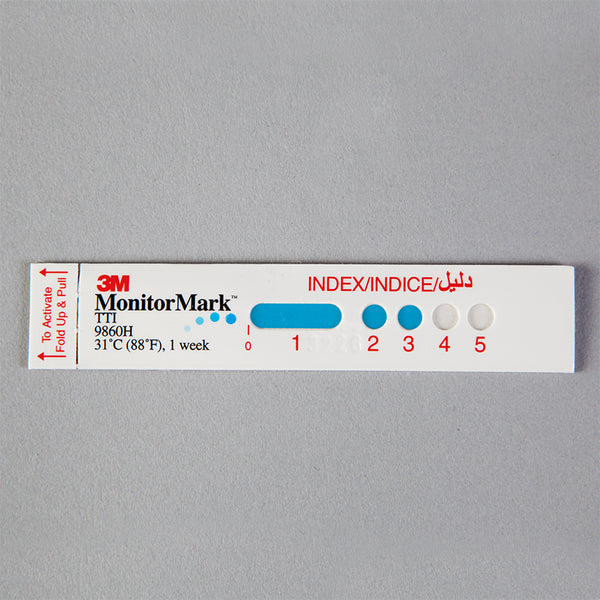 To Activate
Fold Up & Pull
3M
MonitorMark™
TTI
9860H
31°C (88°F), 1 week
INDEX/INDICE/دليل
0 1 2 3 4 5